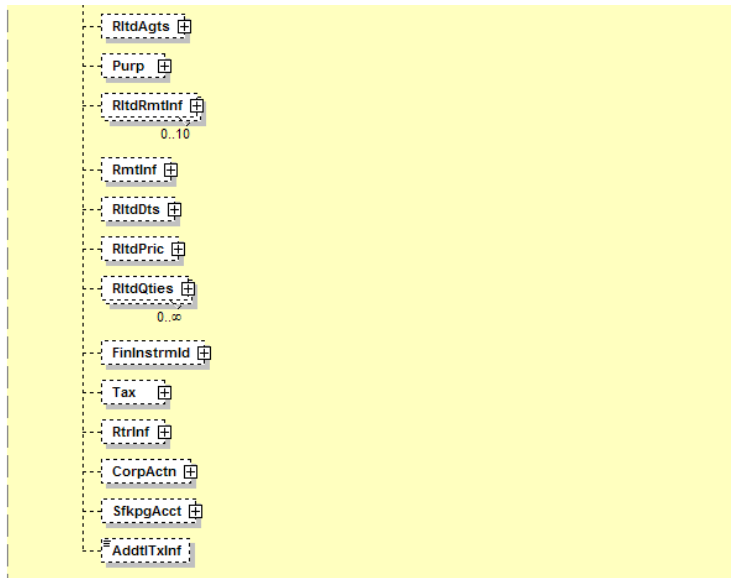 RltdAgts
Purp
RltdRmtInf
0..10
RmtInf
RltdDts
RltdPric
RltdQties
0..∞
FinInstrmId
Tax
RtrInf
CorpActn
SfkpgAcct
AddtlTxInf